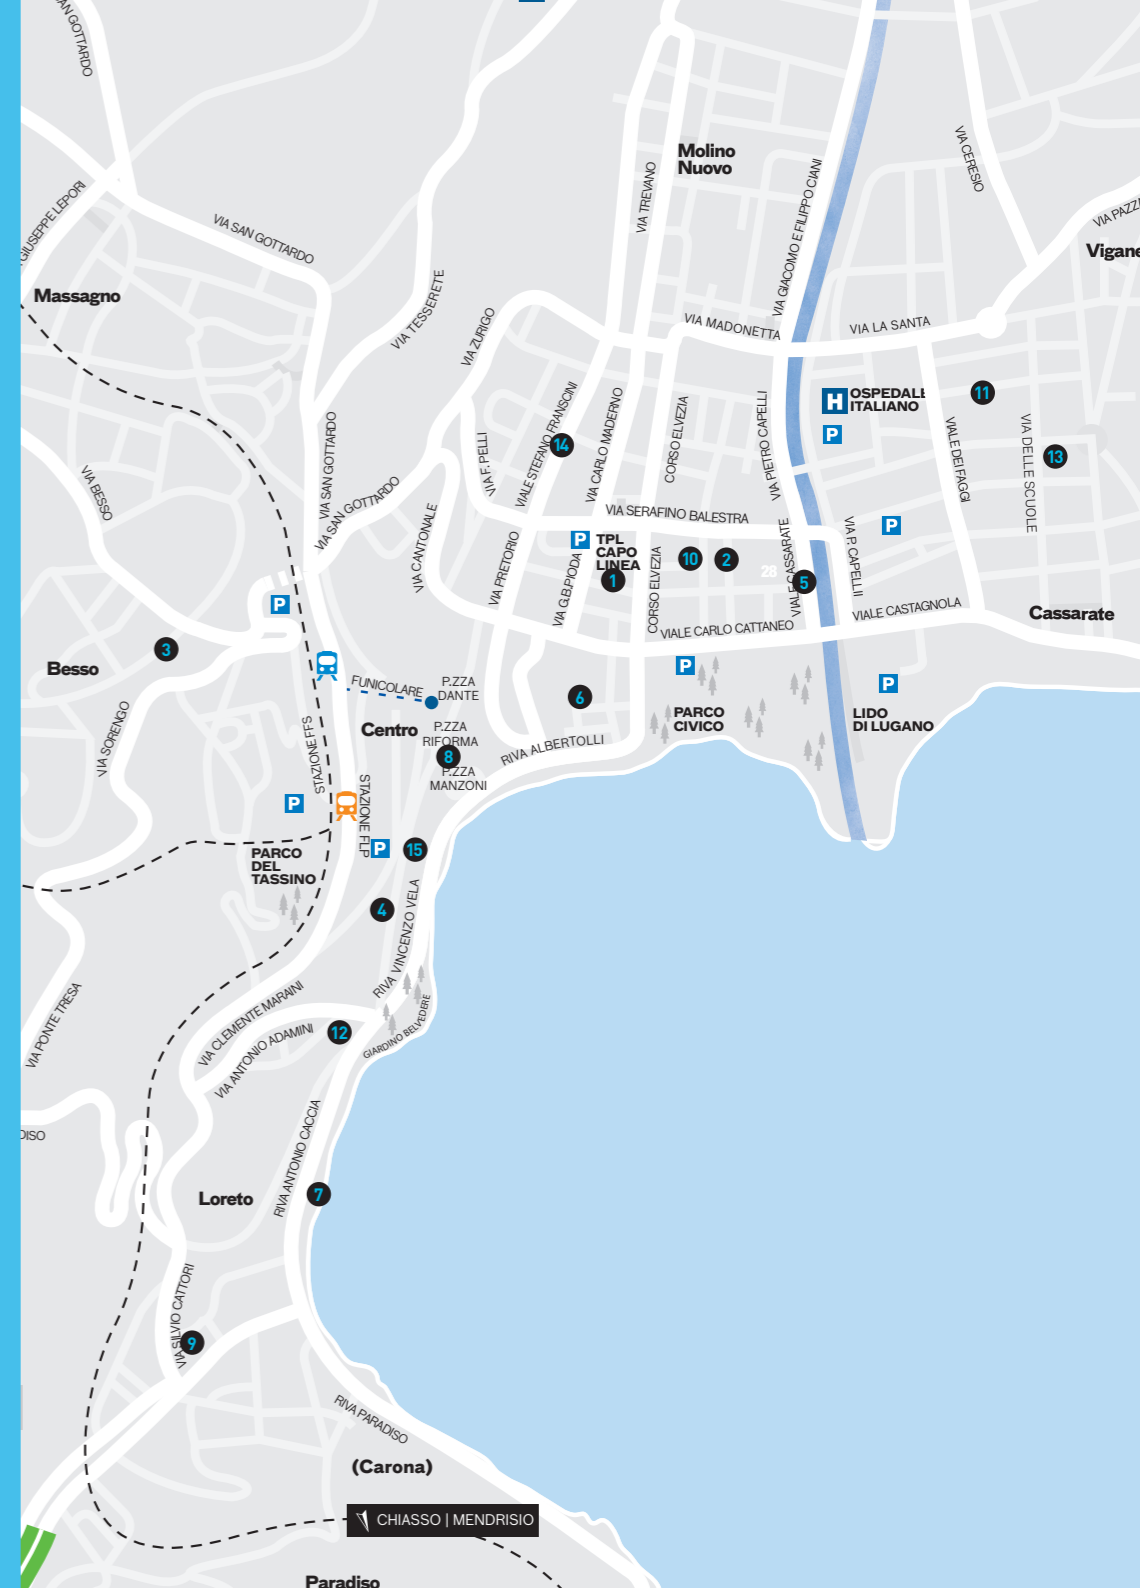 AN GOTTARDO
GIUSEPPE LEPORI
VIA SAN GOTTARDO
Massagno
VIA TESSERETE
VIA ZURIGO
Molino
Nuovo
VIA TREVANO
VIA GIACOMO E FILIPPO CIANI
VIA CERESIO
VIA PAZZ
Vigan
VIA MADONETTA
VIA LA SANTA
H
OSPEDALE
ITALIANO
P
11
13
14
VIA BESSO
VIA SAN GOTTARDO
VIA SAN GOTTARDO
VIA F. PELLI
VIALE STEFANO FRANSCINI
VIA CARLO MADERNO
CORSO ELVEZIA
VIA PIETRO CAPELLI
VIALE DEI FAGGI
VIA DELLE SCUOLE
VIA SERAFINO BALESTRA
VIA CANTONALE
VIA PRETORIO
VIA G.B.PIODA
P
TPL
CAPO
LINEA
1
CORSO ELVEZIA
10
2
28
VIALE CASSARATE
5
VIA P. CAPELLI I
P
VIALE CARLO CATTANEO
VIALE CASTAGNOLA
Cassarate
P
3
Besso
VIA SORENGO
STAZIONE FFS
FUNICOLARE
P.ZZA
DANTE
Centro
P.ZZA
RIFORMA
8
P.ZZA
MANZONI
6
RIVA ALBERTOLLI
P
PARCO
CIVICO
P
LIDO
DI LUGANO
P
STAZIONE FLP
P
15
PARCO
DEL
TASSINO
4
RIVA VINCENZO VELA
GIARDINO BELVEDERE
VIA PONTE TRESA
VIA CLEMENTE MARAINI
VIA ANTONIO ADAMINI
12
DISO
RIVA ANTONIO CACCIA
7
Loreto
VIA SILVIO CATTORI
9
RIVA PARADISO
(Carona)
CHIASSO | MENDRISIO
Paradiso